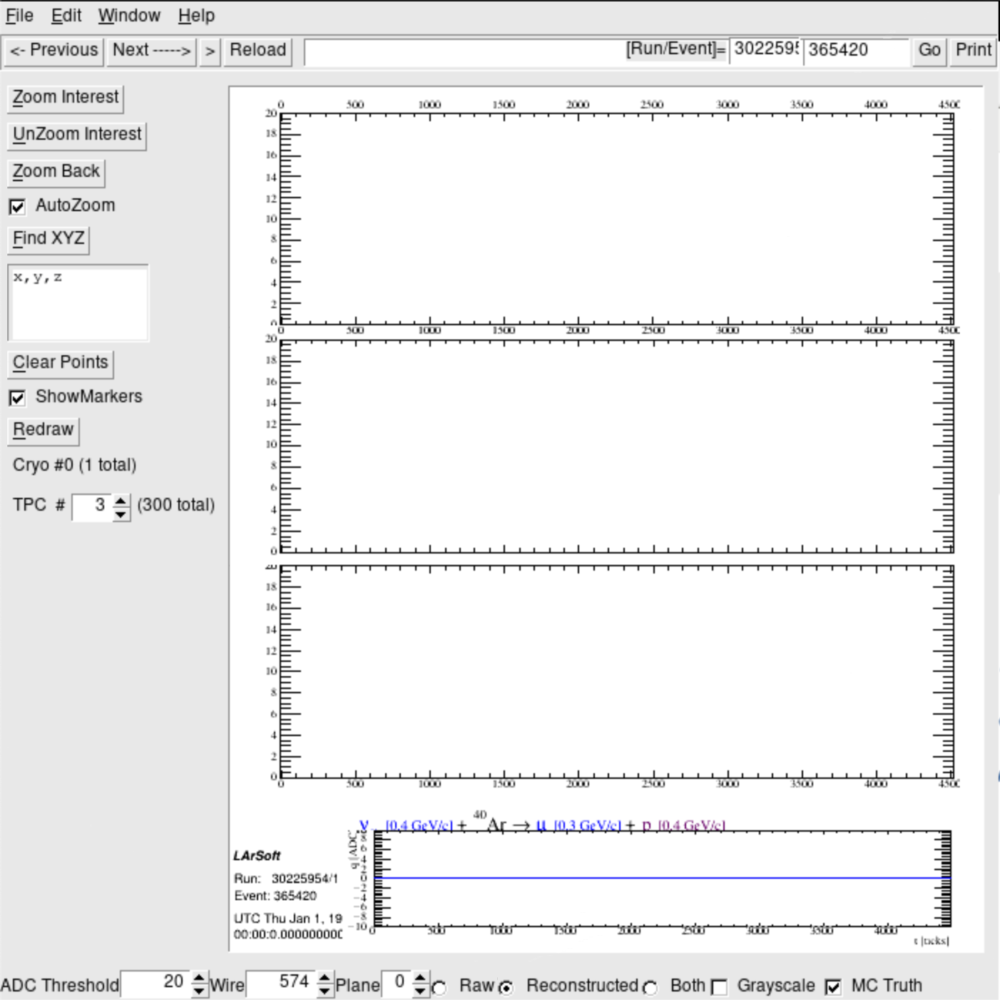 File Edit Window Help
<- Previous Next -----> > Reload [Run/Event]= 3022595 365420 Go Print
Zoom Interest
UnZoom Interest
Zoom Back
AutoZoom
Find XYZ
x,y,z
Clear Points
ShowMarkers
Redraw
Cryo #0 (1 total)
TPC # 3 (300 total)
0 500 1000 1500 2000 2500 3000 3500 4000 4500
20
18
16
14
12
10
8
6
4
2
0
0 500 1000 1500 2000 2500 3000 3500 4000 4500
20
18
16
14
12
10
8
6
4
2
0
20
18
16
14
12
10
8
6
4
2
0
0 500 1000 1500 2000 2500 3000 3500 4000 4500
ν [0.4 GeV/c] + 40Ar → μ [0.3 GeV/c] + p [0.4 GeV/c]
q [ADC]
8
6
4
2
0
−2
−4
−6
−8
−10
0 500 1000 1500 2000 2500 3000 3500 4000
t [ticks]
LArSoft
Run: 30225954/1
Event: 365420
UTC Thu Jan 1, 19
00:00:0.000000000
ADC Threshold 20 Wire 574 Plane 0 Raw Reconstructed Both Grayscale MC Truth